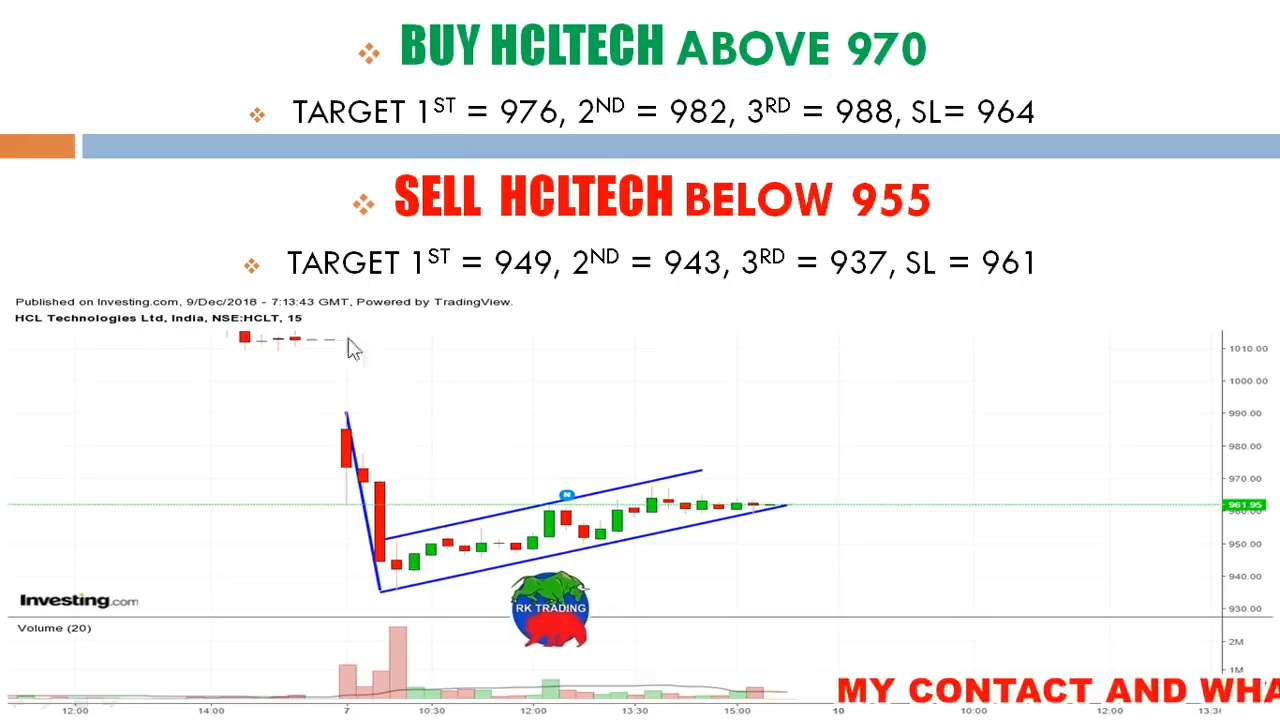 BUY HCLTECH ABOVE 970
TARGET 1ST = 976, 2ND = 982, 3RD = 988, SL= 964
SELL HCLTECH BELOW 955
TARGET 1ST = 949, 2ND = 943, 3RD = 937, SL = 961
Published on Investing.com, 9/Dec/2018 - 7:13:43 GMT, Powered by TradingView.
HCL Technologies Ltd, India, NSE:HCLT, 15
1010.00
1000.00
990.00
980.00
970.00
N
961.95
960.00
950.00
940.00
930.00
Investing.com
RK TRADING
Volume (20)
2M
1M
MY CONTACT AND WHA
12:00 14:00 7 10:30 12:00 13:30 15:00 10 10:00 12:00 13:30